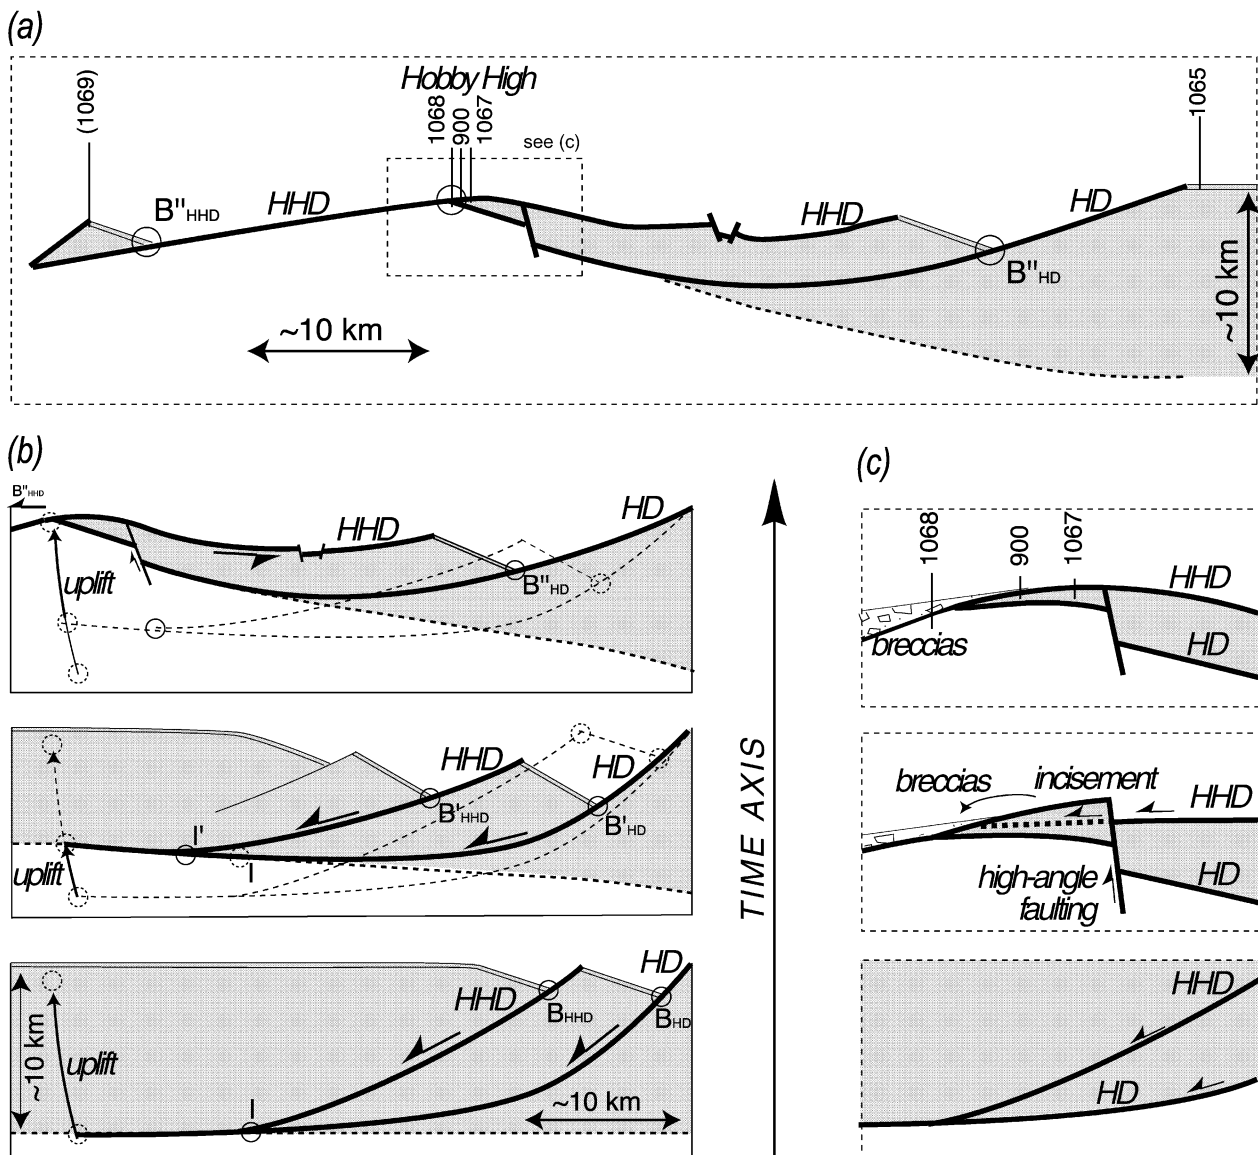 (a)
Hobby High
(1069)
1068
900
1067
see (c)
1065
B"HHD
HHD
HHD
HD
B"HD
~10 km
~10 km
(b)
B"HHD
HHD
HD
uplift
B"HD
HHD
HD
B'HHD
B'HD
I'
I
uplift
HD
HHD
BHHD
BHD
~10 km
uplift
I
~10 km
TIME AXIS
(c)
1068
900
1067
HHD
breccias
HD
breccias
incisement
HHD
high-angle
faulting
HD
HHD
HD